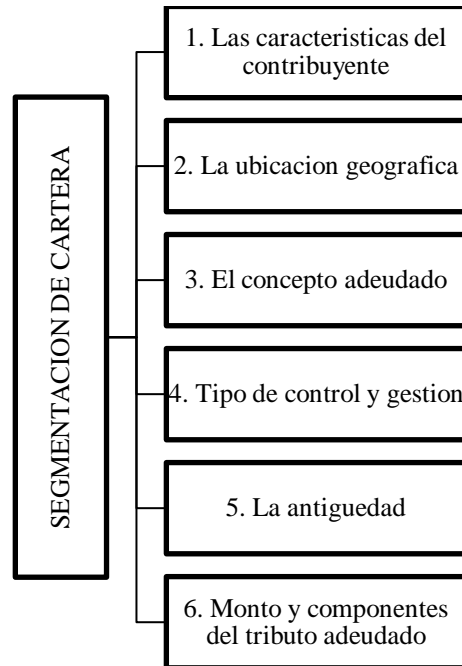 SEGMENTACION DE CARTERA
1. Las caracteristicas del
contribuyente
2. La ubicacion geografica
3. El concepto adeudado
4. Tipo de control y gestion
5. La antiguedad
6. Monto y componentes
del tributo adeudado